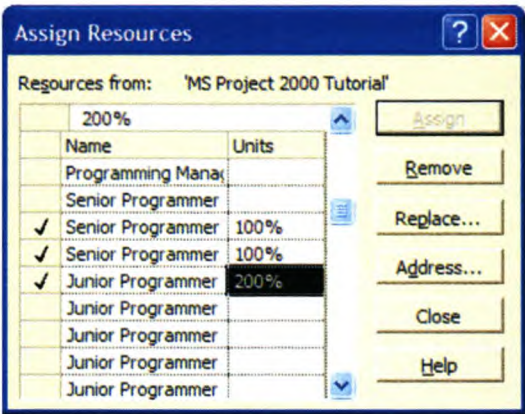 Assign Resources
Resources from: 'MS Project 2000 Tutorial'
200%
Assign
Name Units
Programming Manag
Remove
Senior Programmer
Senior Programmer 100%
Replace...
Senior Programmer 100%
Junior Programmer 200%
Address...
Junior Programmer
Junior Programmer
Close
Junior Programmer
Junior Programmer
Help